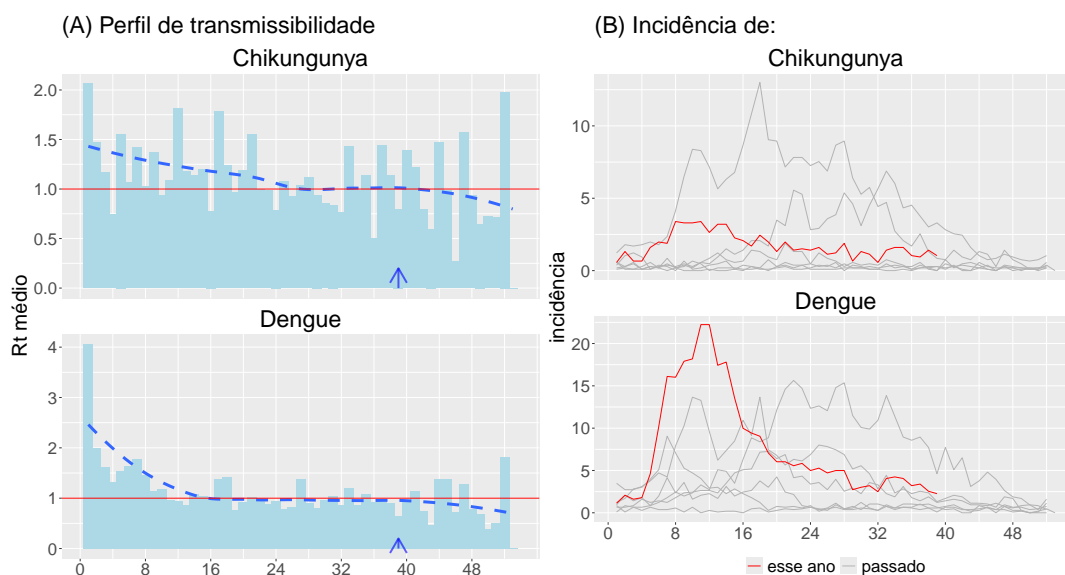 (A) Perfil de transmissibilidade
Chikungunya
2.0
1.5
1.0
0.5
0.0
Dengue
4
3
2
1
0
Rt médio
0 8 16 24 32 40 48
(B) Incidência de:
Chikungunya
10
5
0
Dengue
20
15
10
5
0
incidência
0 8 16 24 32 40 48
esse ano passado